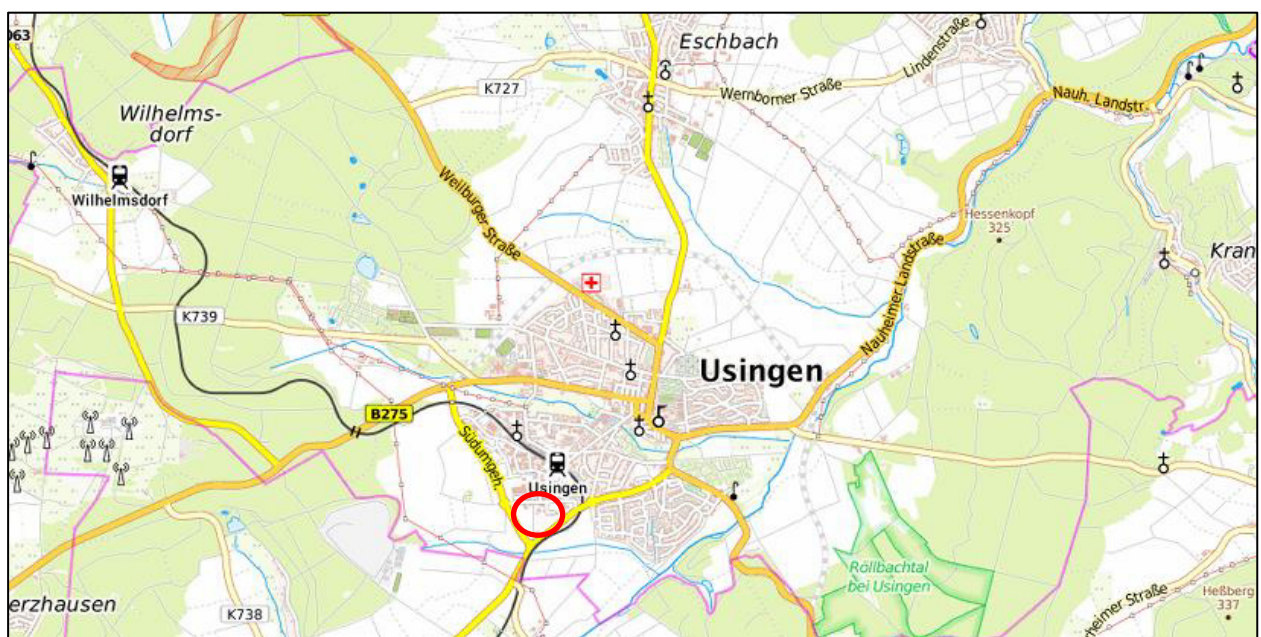 063
Eschbach
Lindenstraße
K727
Wernborner Straße
Nauh. Landstr.
Wilhelms-
dorf
Wilhelmsdorf
Weilburger Straße
Hessenkopf
325
Kran
Nauheimer Landstraße
K739
Usingen
B275
Südumgeh.
Usingen
Röllbachtal
bei Usingen
erzhausen
K738
heimer Straße
Heßberg
337